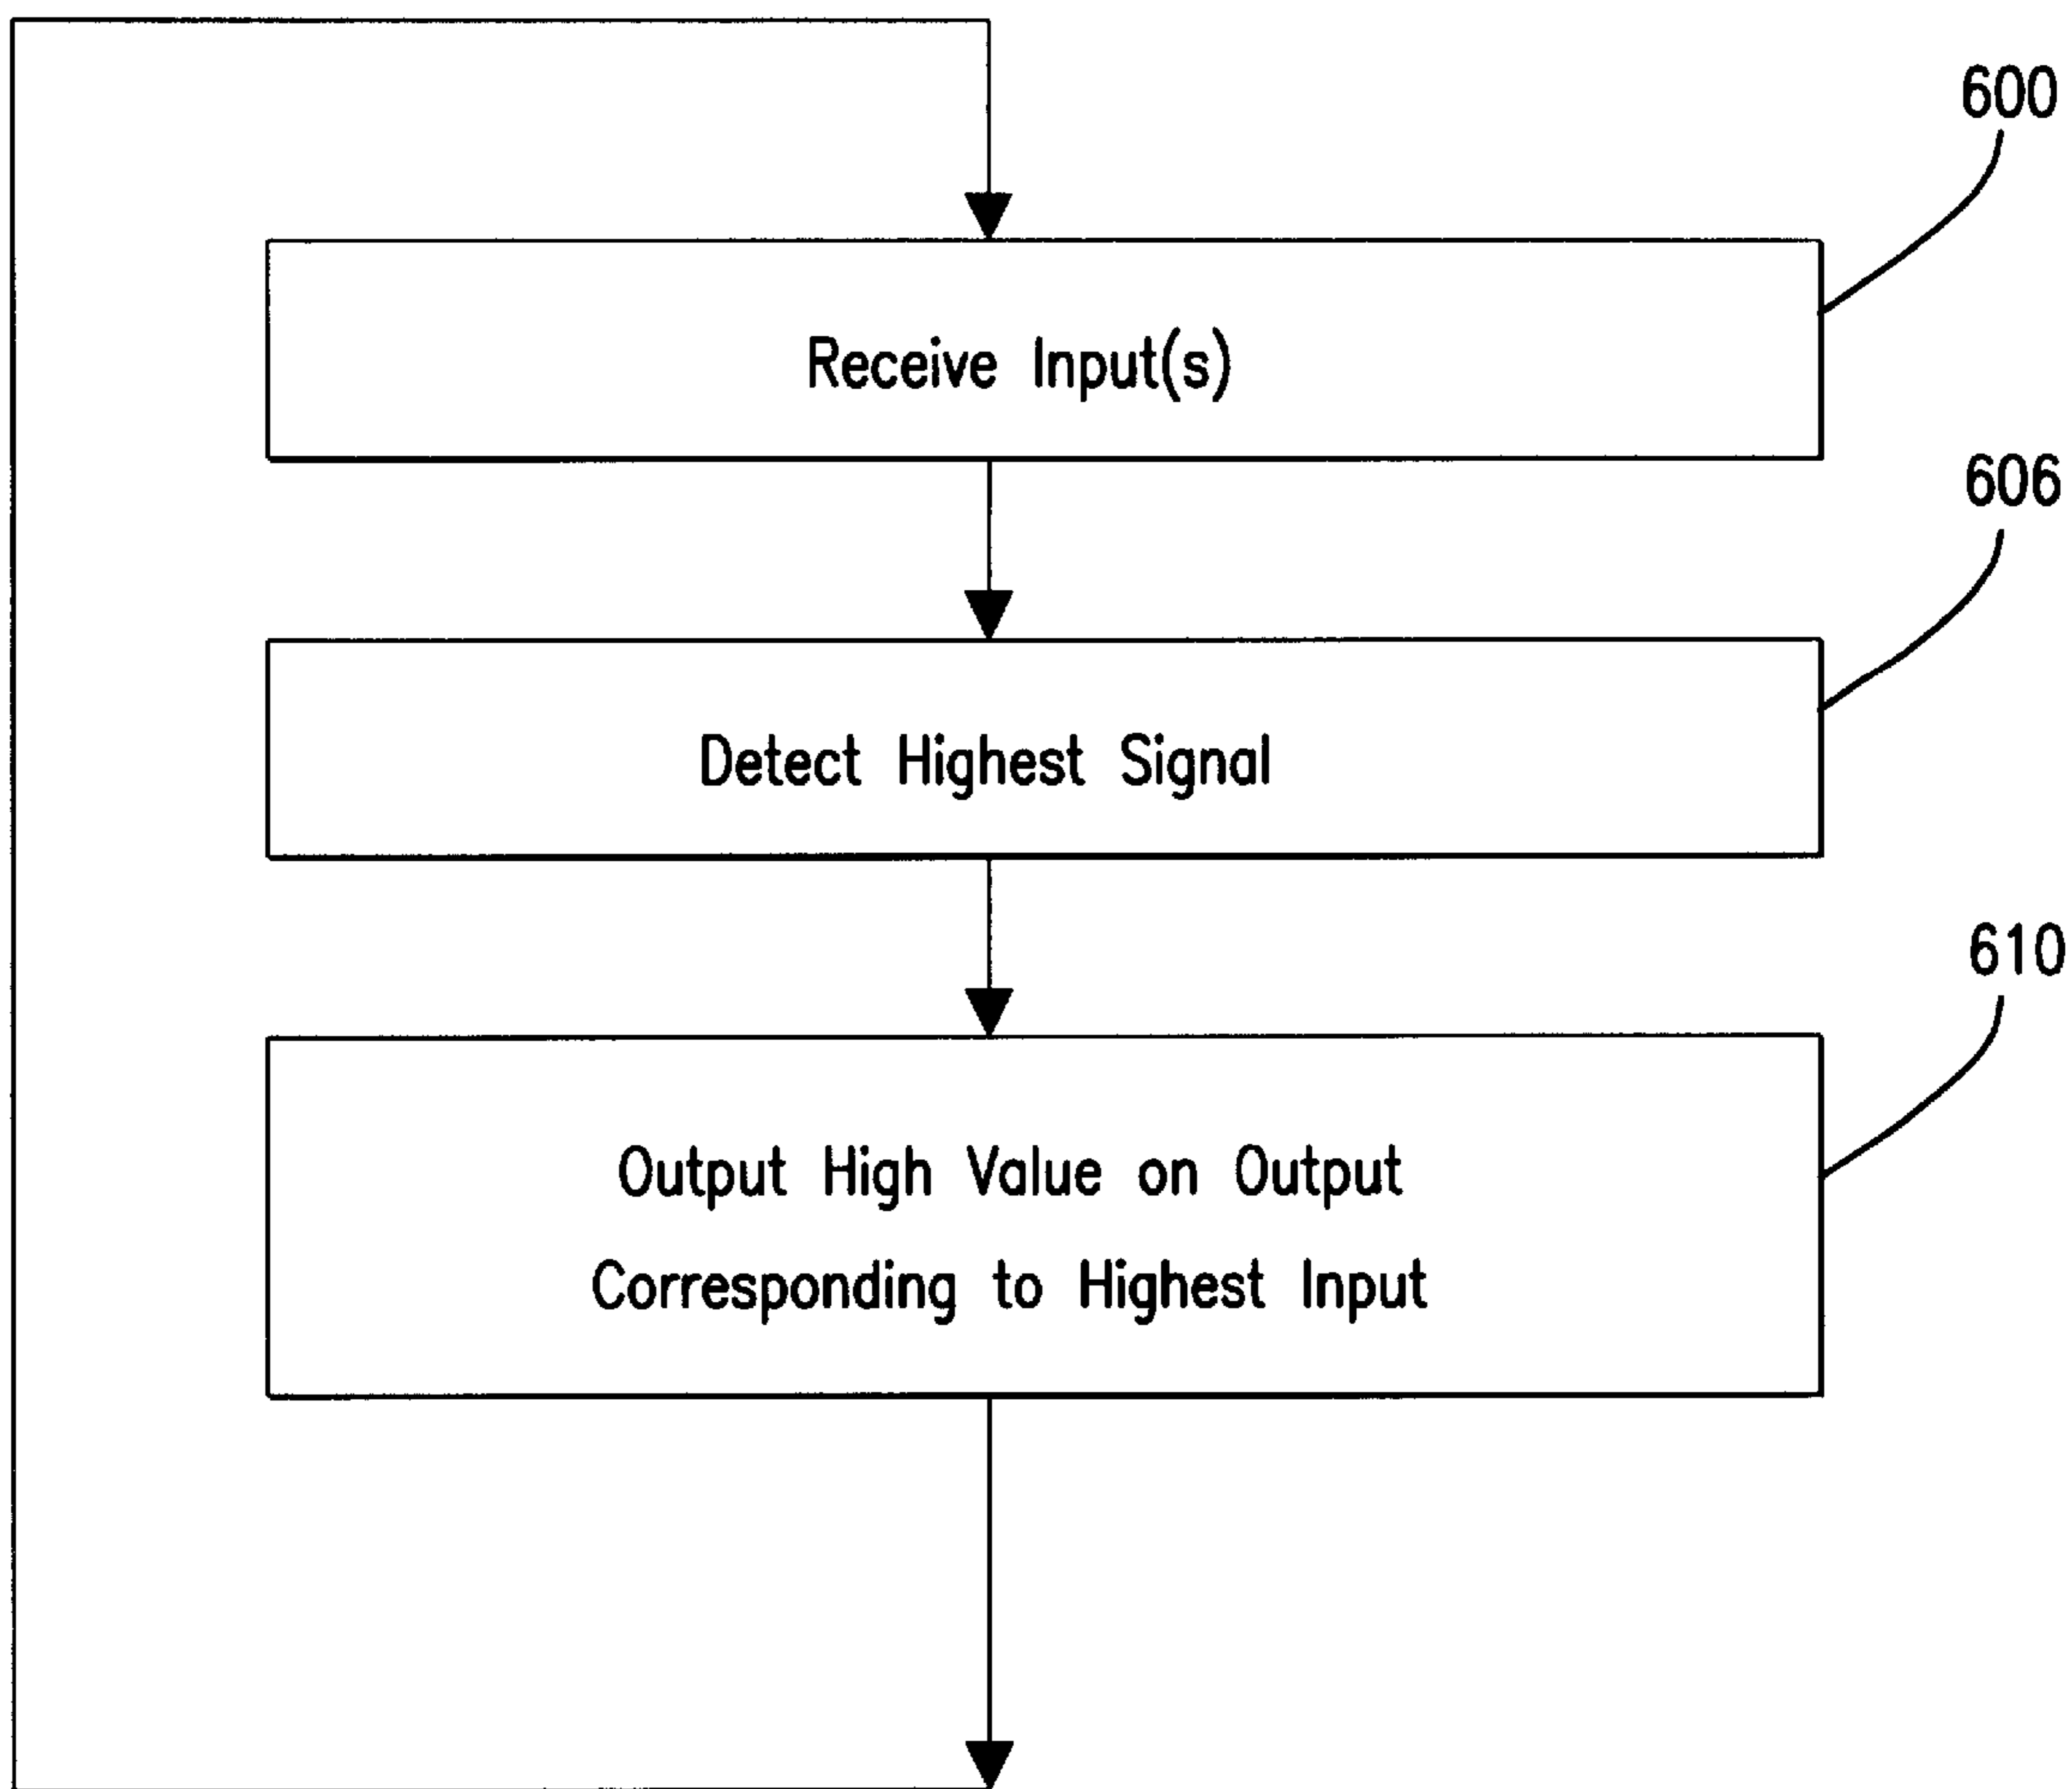 600
Receive Input(s)
606
Detect Highest Signal
610
Output High Value on Output
Corresponding to Highest Input